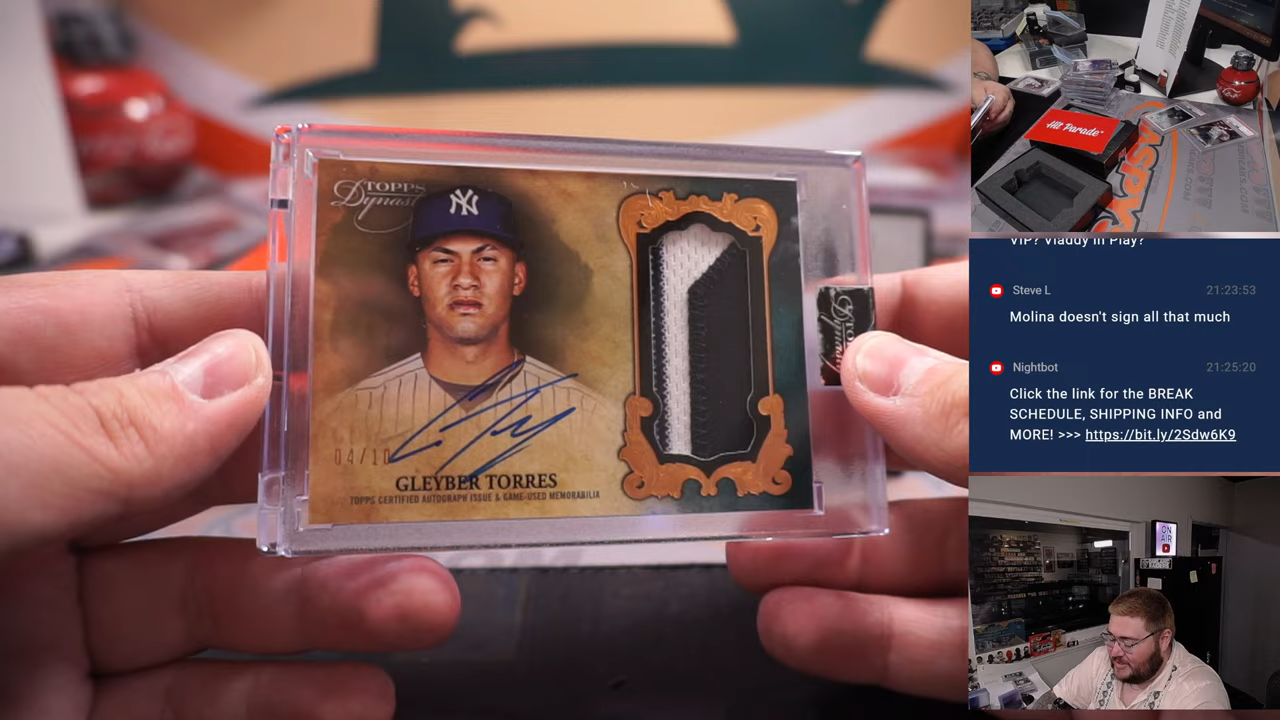 TOPPS
Dynasty
NY
04/10
GLEYBER TORRES
TOPPS CERTIFIED AUTOGRAPH ISSUE & GAME-USED MEMORABILIA
Hit Parade
VIP? Vladdy in Play?
Steve L 21:23:53
Molina doesn't sign all that much
Nightbot 21:25:20
Click the link for the BREAK
SCHEDULE, SHIPPING INFO and
MORE! >>> https://bit.ly/2Sdw6K9
ON
AIR